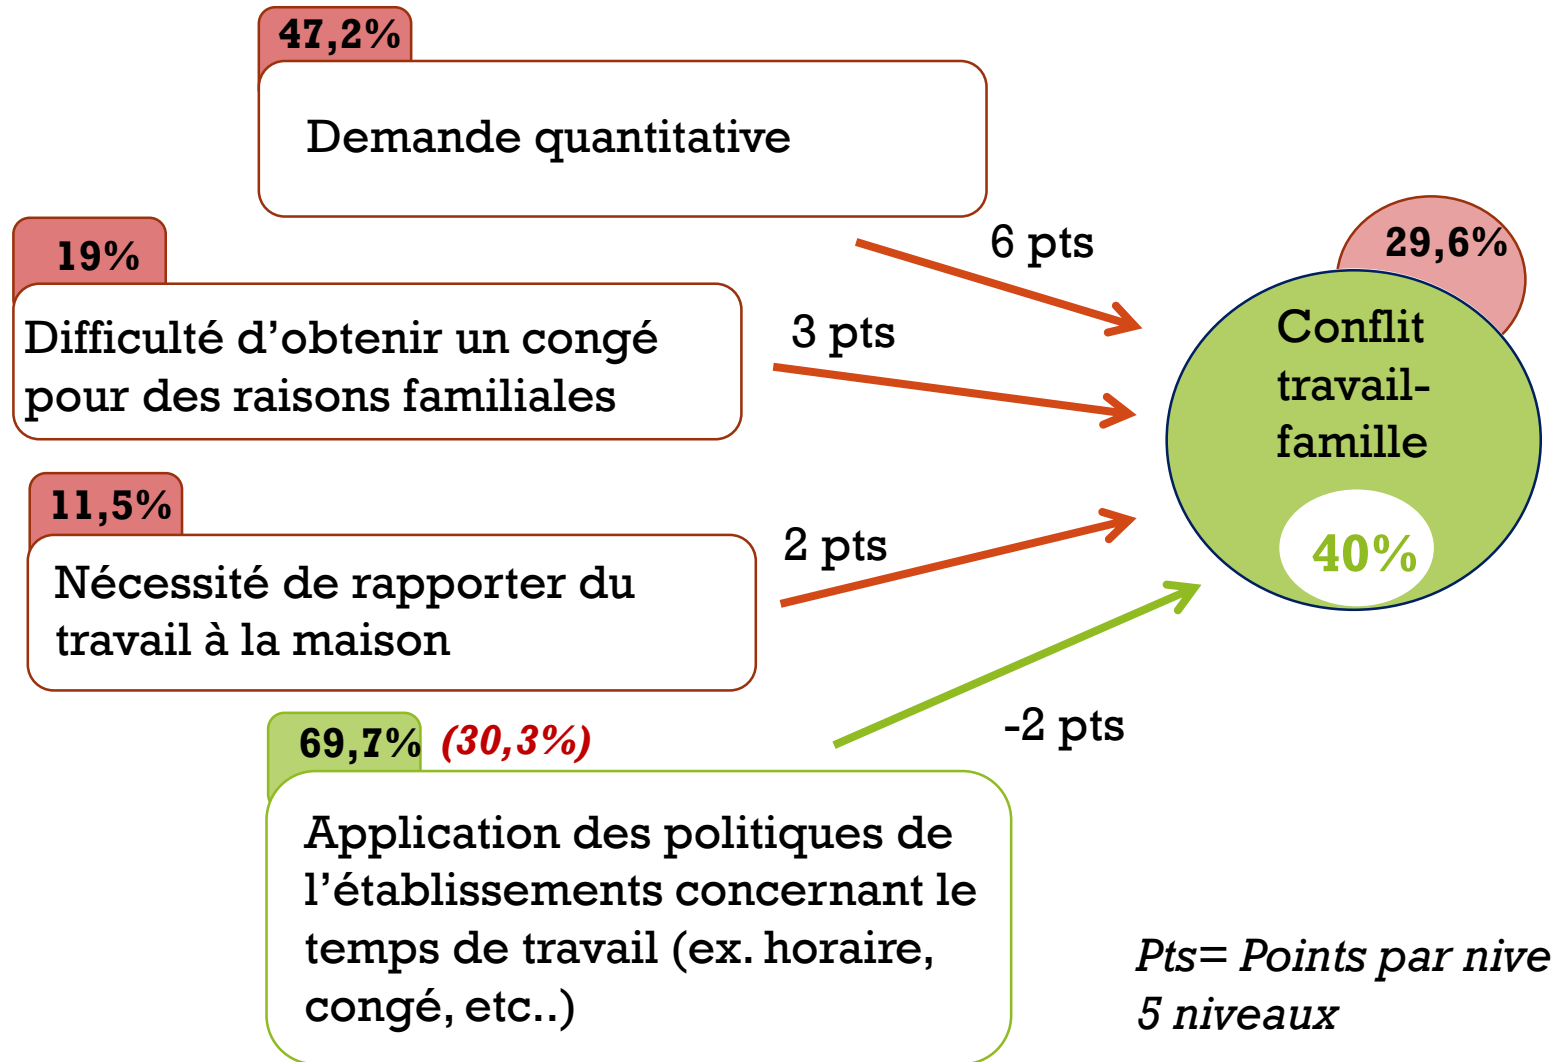 47,2%
Demande quantitative
6 pts
29,6%
19%
Difficulté d’obtenir un congé
pour des raisons familiales
3 pts
Conflit
travail-
famille
40%
11,5%
Nécessité de rapporter du
travail à la maison
2 pts
69,7% (30,3%)
-2 pts
Application des politiques de
l’établissements concernant le
temps de travail (ex. horaire,
congé, etc..)
Pts= Points par nive
5 niveaux